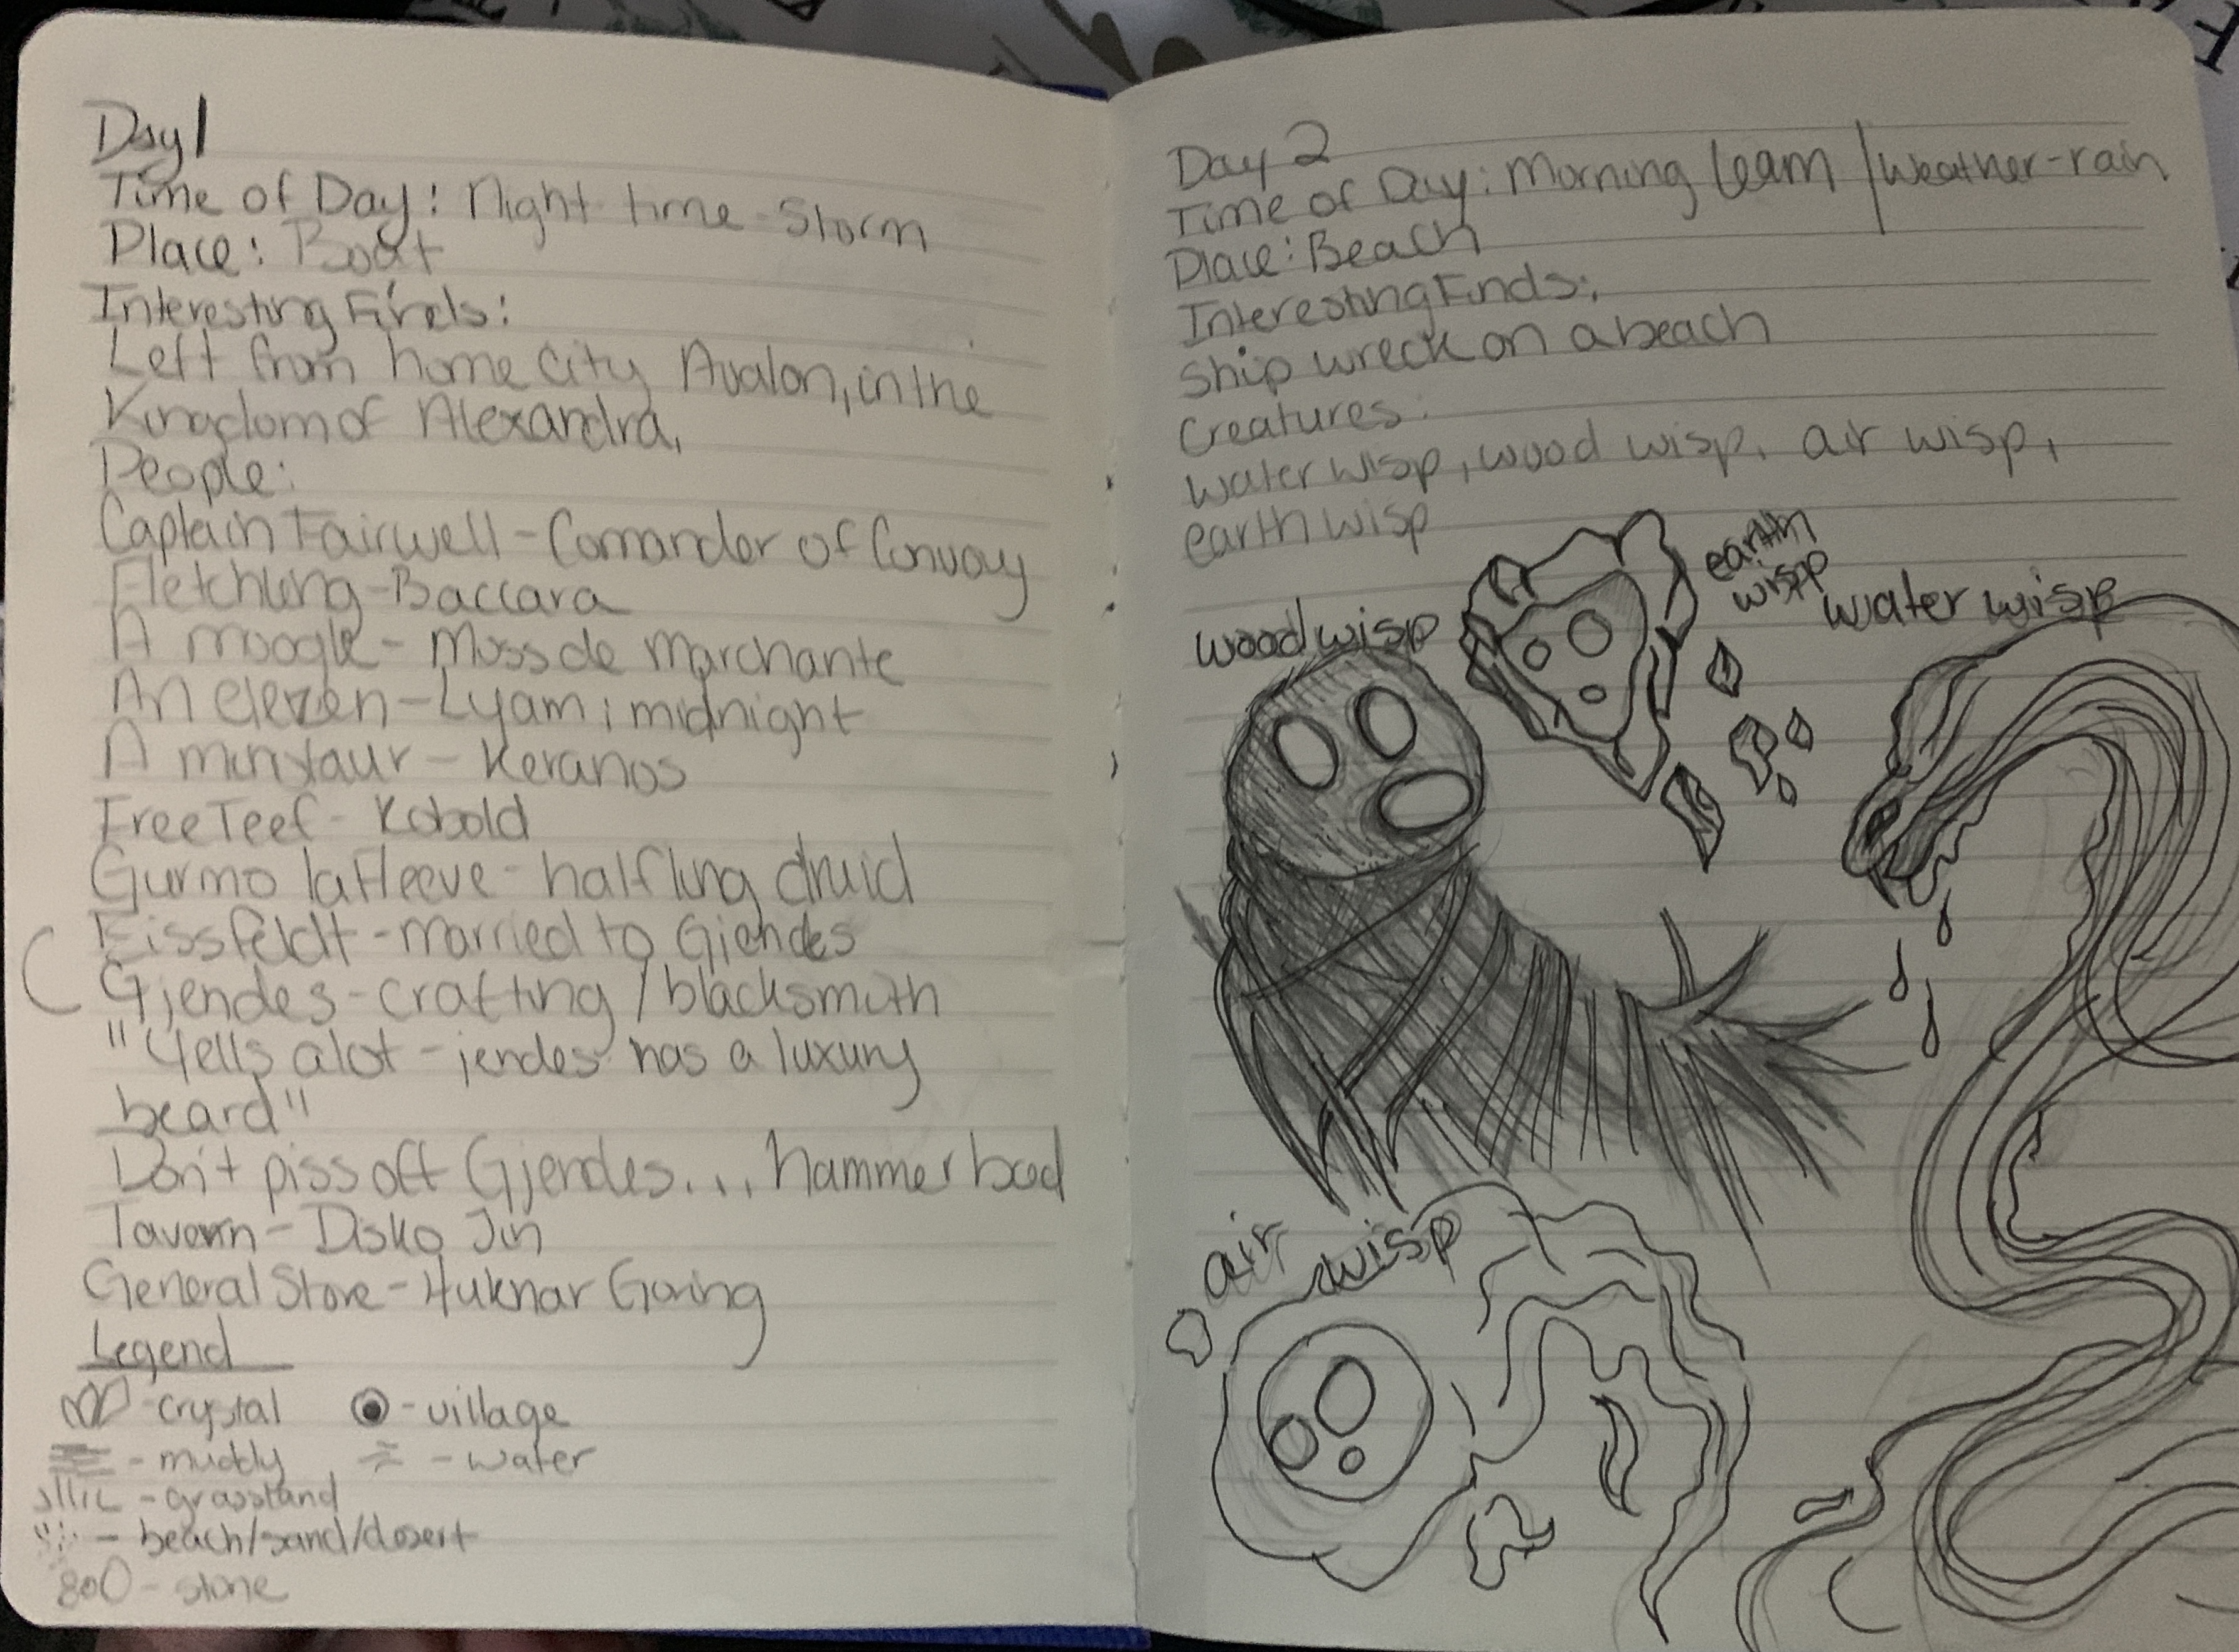 Day 1
Time of Day: Night time - Storm
Place: Boat
Interesting Finds:
Left from home city Avalon, in the
Kingdom of Alexandra,
People:
Captain Fairwell - Comander of Convoy
Fletchling - Baccara
A moogle - Moss de Marchante
An elezen - Lyam; midnight
A minotaur - Keranos
Free Teef - Kobold
Gurmo lafleeve - halfling druid
Eissfeldt - married to Gjendes
Gjendes - crafting / blacksmith
"Yells alot - jendes has a luxury
beard"
Don't piss off Gjendes... hammer bad
Tavern - Disko Jin
General Store - Huknar Goring
Legend
- crystal - village
- muddy - water
- grassland
- beach/sand/desert
- stone
Day 2
Time of Day: Morning 6am / Weather - rain
Place: Beach
Interesting Finds:
Ship wreck on a beach
Creatures:
water wisp, wood wisp, air wisp,
earth wisp
earth
wisp
water wisp
wood wisp
air wisp